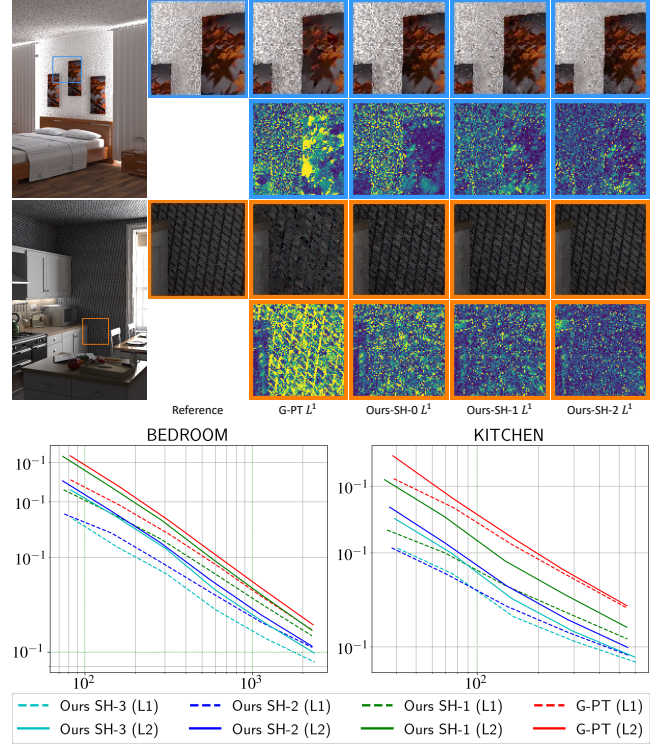 Reference G-PT L¹ Ours-SH-0 L¹ Ours-SH-1 L¹ Ours-SH-2 L¹
BEDROOM KITCHEN
10⁻¹ 10⁻¹
10⁻¹
10⁻¹ 10⁻¹
10⁻¹ 10⁻¹
10² 10³ 10²
Ours SH-3 (L1) Ours SH-2 (L1) Ours SH-1 (L1) G-PT (L1)
Ours SH-3 (L2) Ours SH-2 (L2) Ours SH-1 (L2) G-PT (L2)